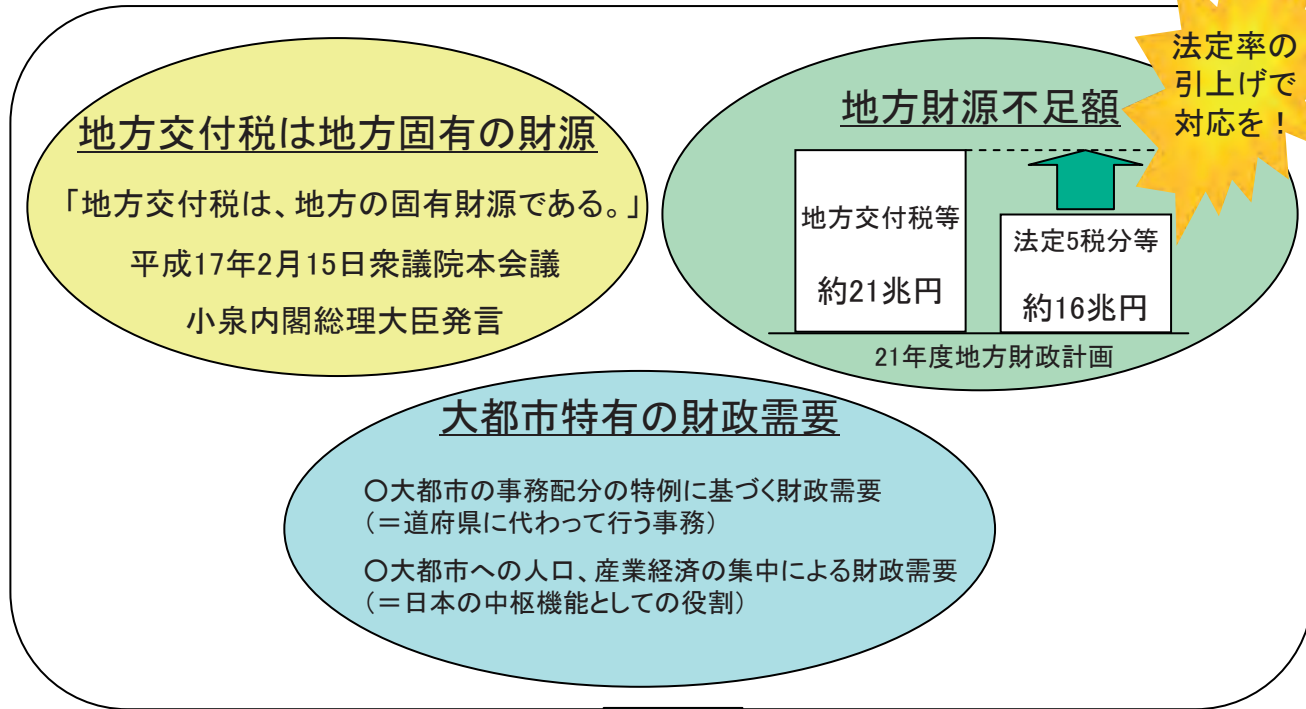 地方交付税は地方固有の財源
「地方交付税は、地方の固有財源である。」
平成17年2月15日衆議院本会議
小泉内閣総理大臣発言
地方財源不足額
法定率の
引上げで
対応を！
地方交付税等
約21兆円
法定5税分等
約16兆円
21年度地方財政計画
大都市特有の財政需要
○大都市の事務配分の特例に基づく財政需要
（＝道府県に代わって行う事務）
○大都市への人口、産業経済の集中による財政需要
（＝日本の中枢機能としての役割）